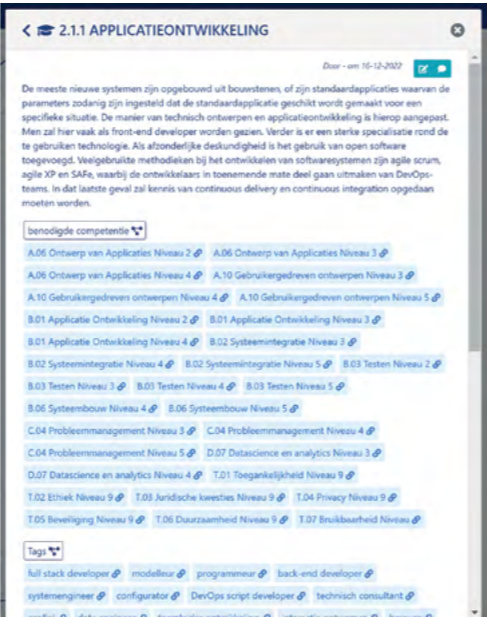 2.1.1 APPLICATIEONTWIKKELING
Door - om 16-12-2022
De meeste nieuwe systemen zijn opgebouwd uit bouwstenen, of zijn standaardapplicaties waarvan de
parameters zodanig zijn ingesteld dat de standaardapplicatie geschikt wordt gemaakt voor een
specifieke situatie. De manier van technisch ontwerpen en applicatieontwikkeling is hierop aangepast.
Men zal hier vaak als front-end developer worden gezien. Verder is er een sterke specialisatie rond de
te gebruiken technologie. Als afzonderlijke deskundigheid is het gebruik van open software
toegevoegd. Veelgebruikte methodieken bij het ontwikkelen van softwaresystemen zijn agile scrum,
agile XP en SAFe, waarbij de ontwikkelaars in toenemende mate deel gaan uitmaken van DevOps-
teams. In dat laatste geval zal kennis van continuous delivery en continuous integration opgedaan
moeten worden.
benodigde competentie
A.06 Ontwerp van Applicaties Niveau 2 A.06 Ontwerp van Applicaties Niveau 3
A.06 Ontwerp van Applicaties Niveau 4 A.10 Gebruikergedreven ontwerpen Niveau 3
A.10 Gebruikergedreven ontwerpen Niveau 4 A.10 Gebruikergedreven ontwerpen Niveau 5
B.01 Applicatie Ontwikkeling Niveau 2 B.01 Applicatie Ontwikkeling Niveau 3
B.01 Applicatie Ontwikkeling Niveau 4 B.02 Systeemintegratie Niveau 3
B.02 Systeemintegratie Niveau 4 B.02 Systeemintegratie Niveau 5 B.03 Testen Niveau 2
B.03 Testen Niveau 3 B.03 Testen Niveau 4 B.03 Testen Niveau 5
B.06 Systeembouw Niveau 4 B.06 Systeembouw Niveau 5
C.04 Probleemmanagement Niveau 3 C.04 Probleemmanagement Niveau 4
C.04 Probleemmanagement Niveau 5 D.07 Datascience en analytics Niveau 3
D.07 Datascience en analytics Niveau 4 T.01 Toegankelijkheid Niveau 9
T.02 Ethiek Niveau 9 T.03 Juridische kwesties Niveau 9 T.04 Privacy Niveau 9
T.05 Beveiliging Niveau 9 T.06 Duurzaamheid Niveau 9 T.07 Bruikbaarheid Niveau
Tags
full stack developer modelleur programmeur back-end developer
systemengineer configurator DevOps script developer technisch consultant